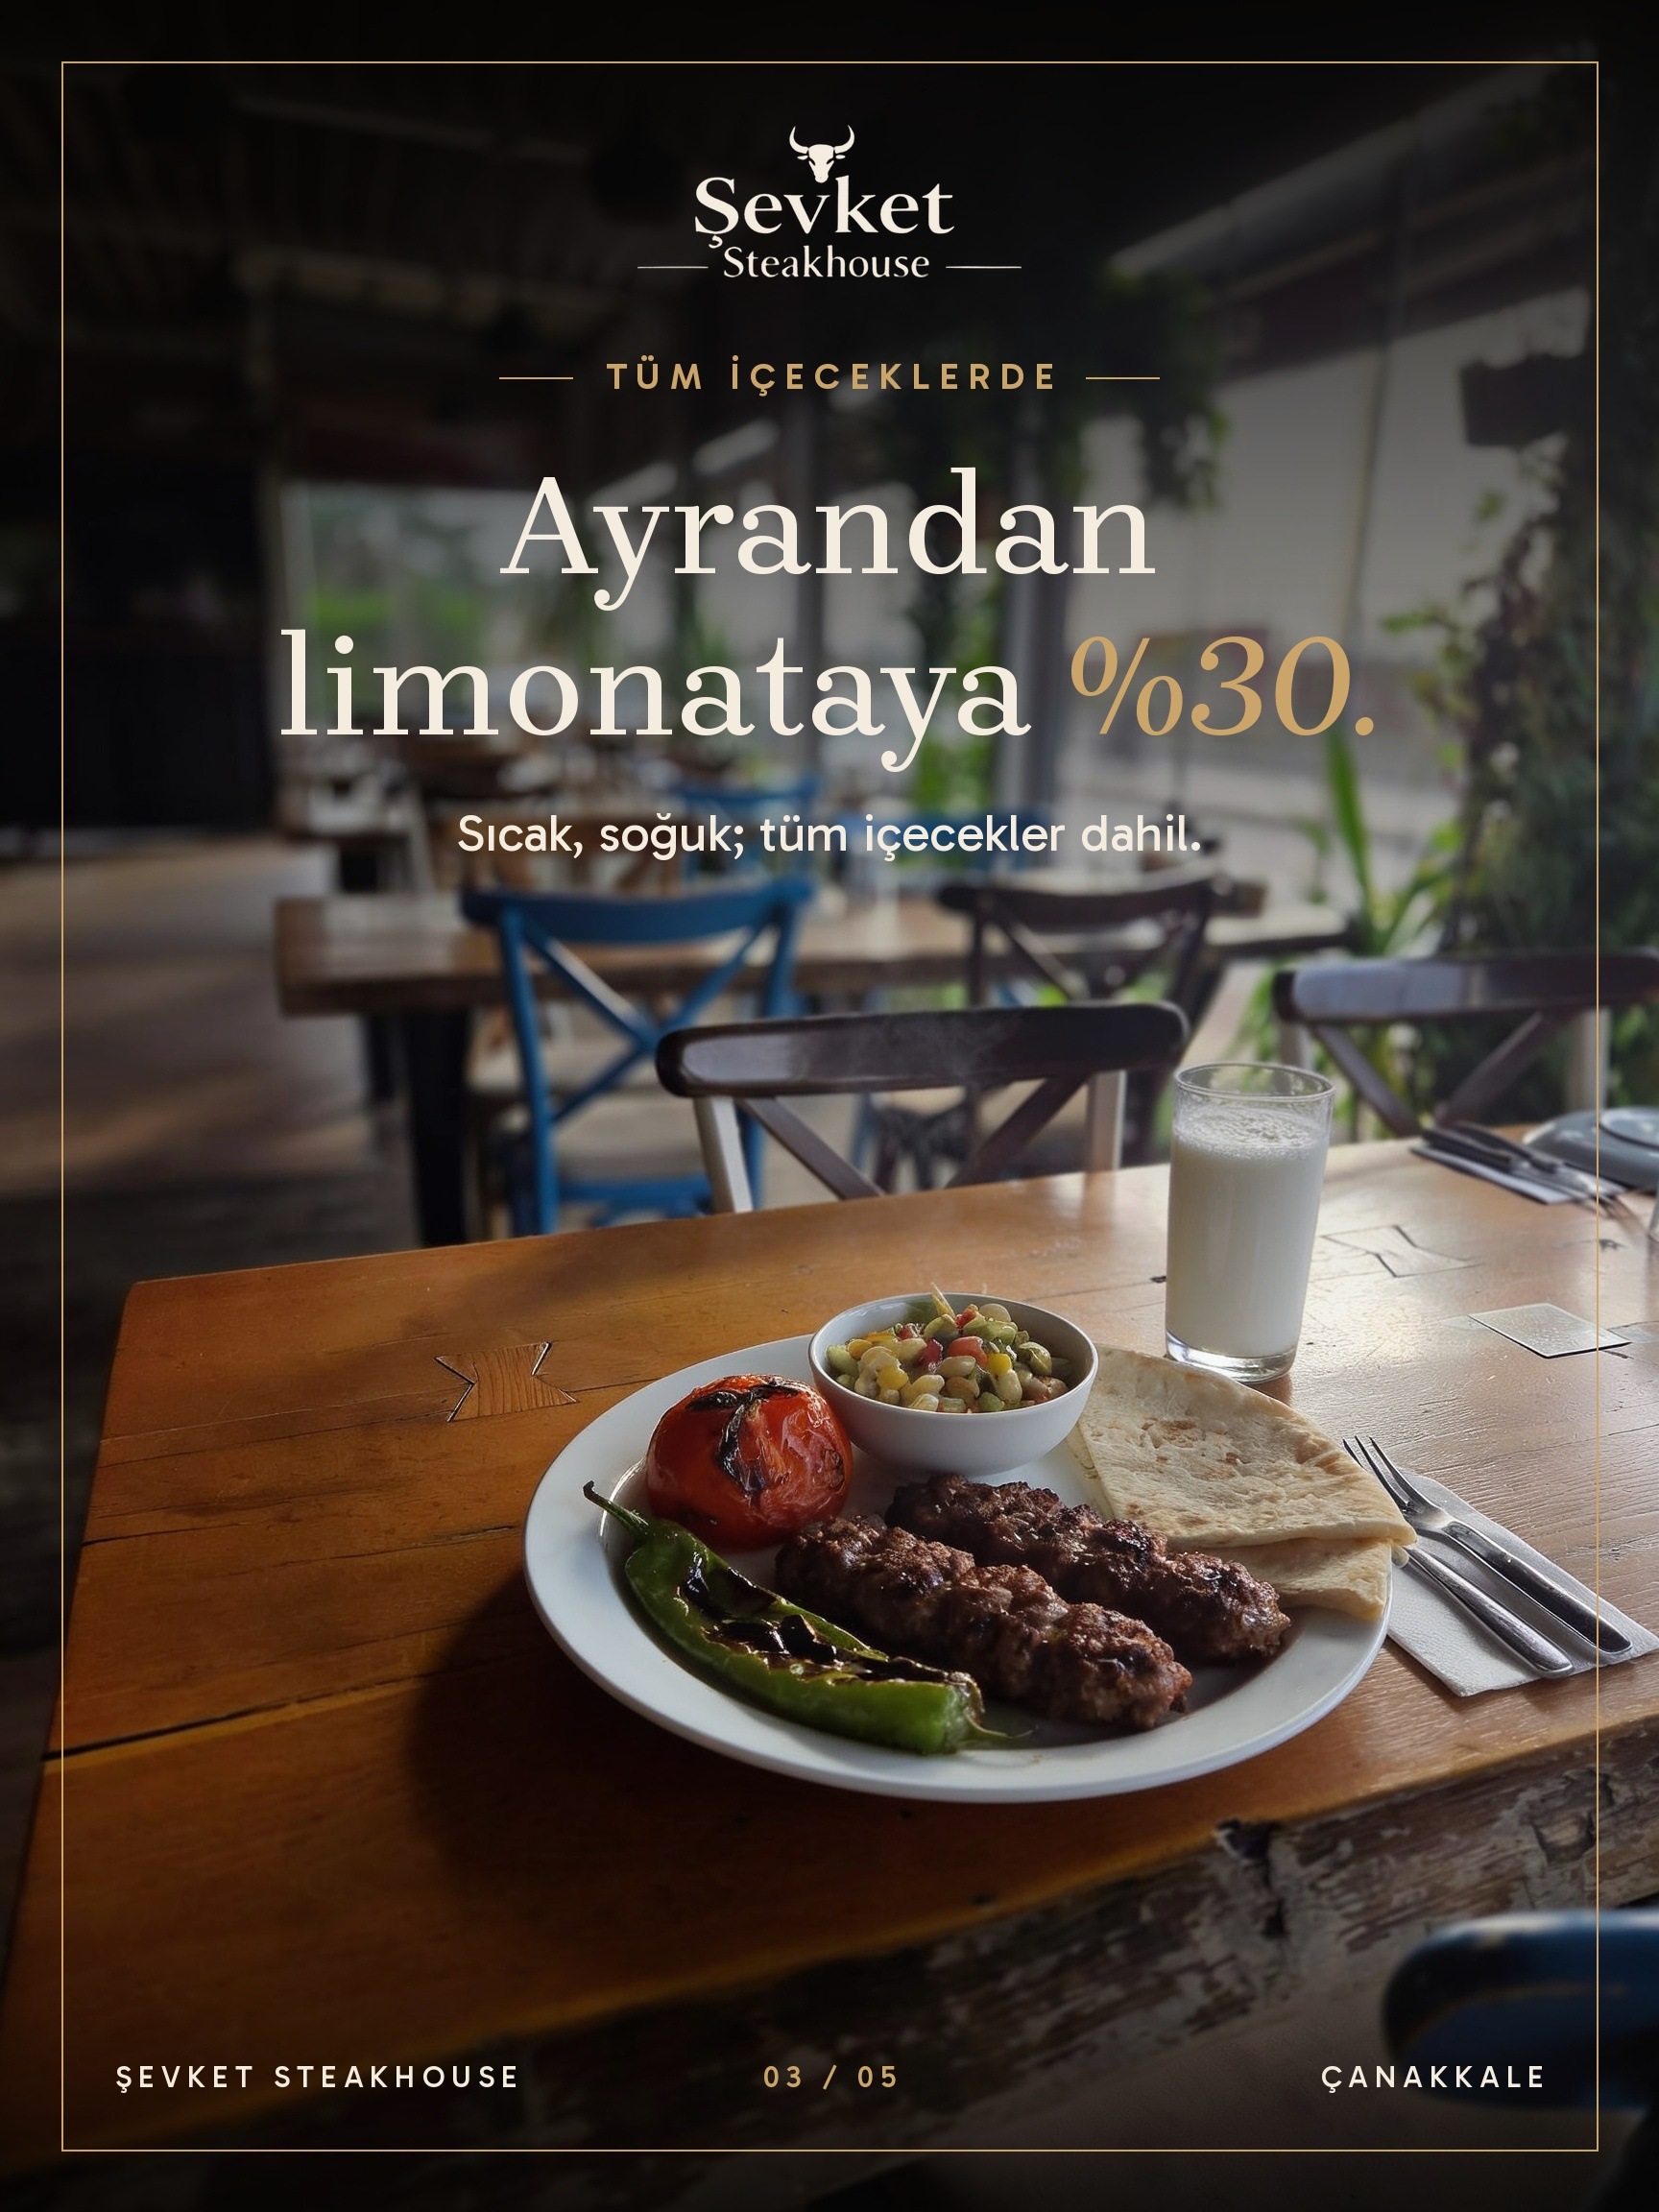 Şevket
Steakhouse
TÜM İÇECEKLERDE
Ayrandan
limonataya %30.
Sıcak, soğuk; tüm içecekler dahil.
ŞEVKET STEAKHOUSE
03 / 05
ÇANAKKALE